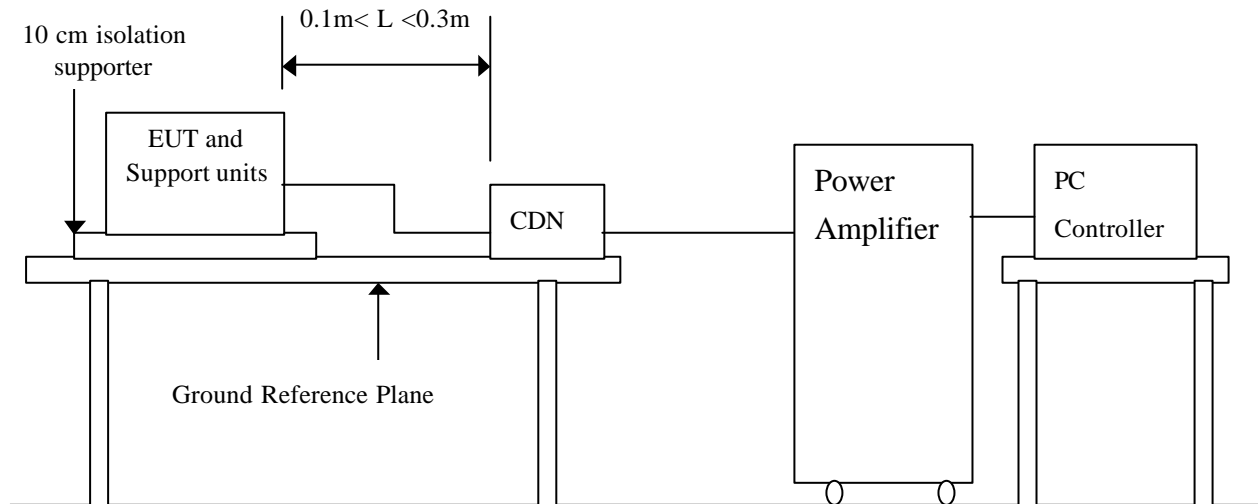 0.1m< L <0.3m
10 cm isolation
supporter
EUT and
Support units
CDN
Power
Amplifier
PC
Controller
Ground Reference Plane